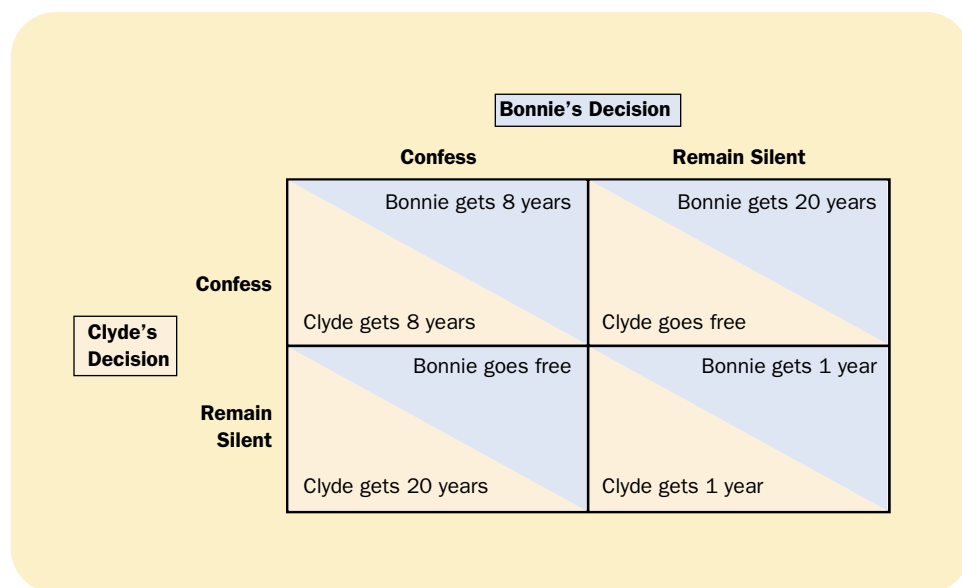 Bonnie's Decision
Confess
Remain Silent
Bonnie gets 8 years
Bonnie gets 20 years
Confess
Clyde gets 8 years
Clyde goes free
Clyde's
Decision
Bonnie goes free
Bonnie gets 1 year
Remain
Silent
Clyde gets 20 years
Clyde gets 1 year